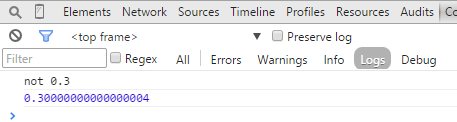 Elements Network Sources Timeline Profiles Resources Audits
<top frame> Preserve log
Filter Regex All Errors Warnings Info Logs Debug
not 0.3
0.30000000000000004